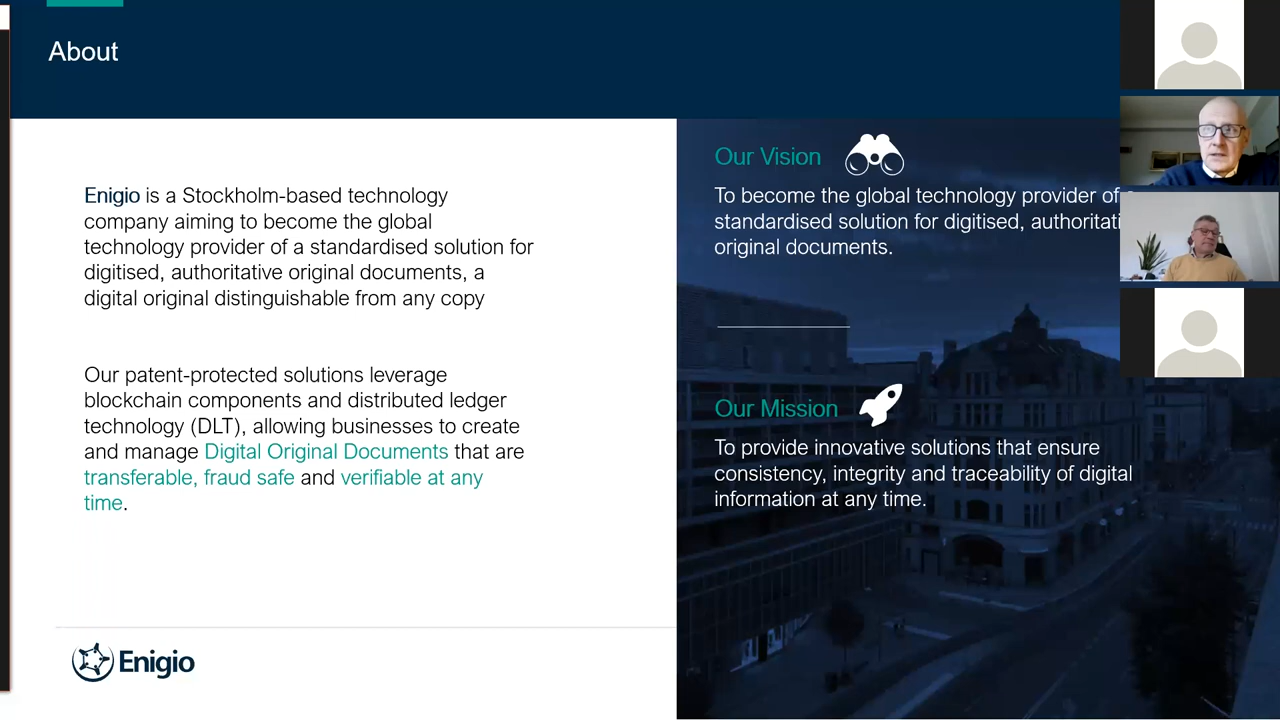 About
Enigio is a Stockholm-based technology
company aiming to become the global
technology provider of a standardised solution for
digitised, authoritative original documents, a
digital original distinguishable from any copy
Our patent-protected solutions leverage
blockchain components and distributed ledger
technology (DLT), allowing businesses to create
and manage Digital Original Documents that are
transferable, fraud safe and verifiable at any
time.
Enigio
Our Vision
To become the global technology provider of
standardised solution for digitised,
original documents.
Our Mission
To provide innovative solutions that ensure
consistency, integrity and traceability of digital
information at any time.